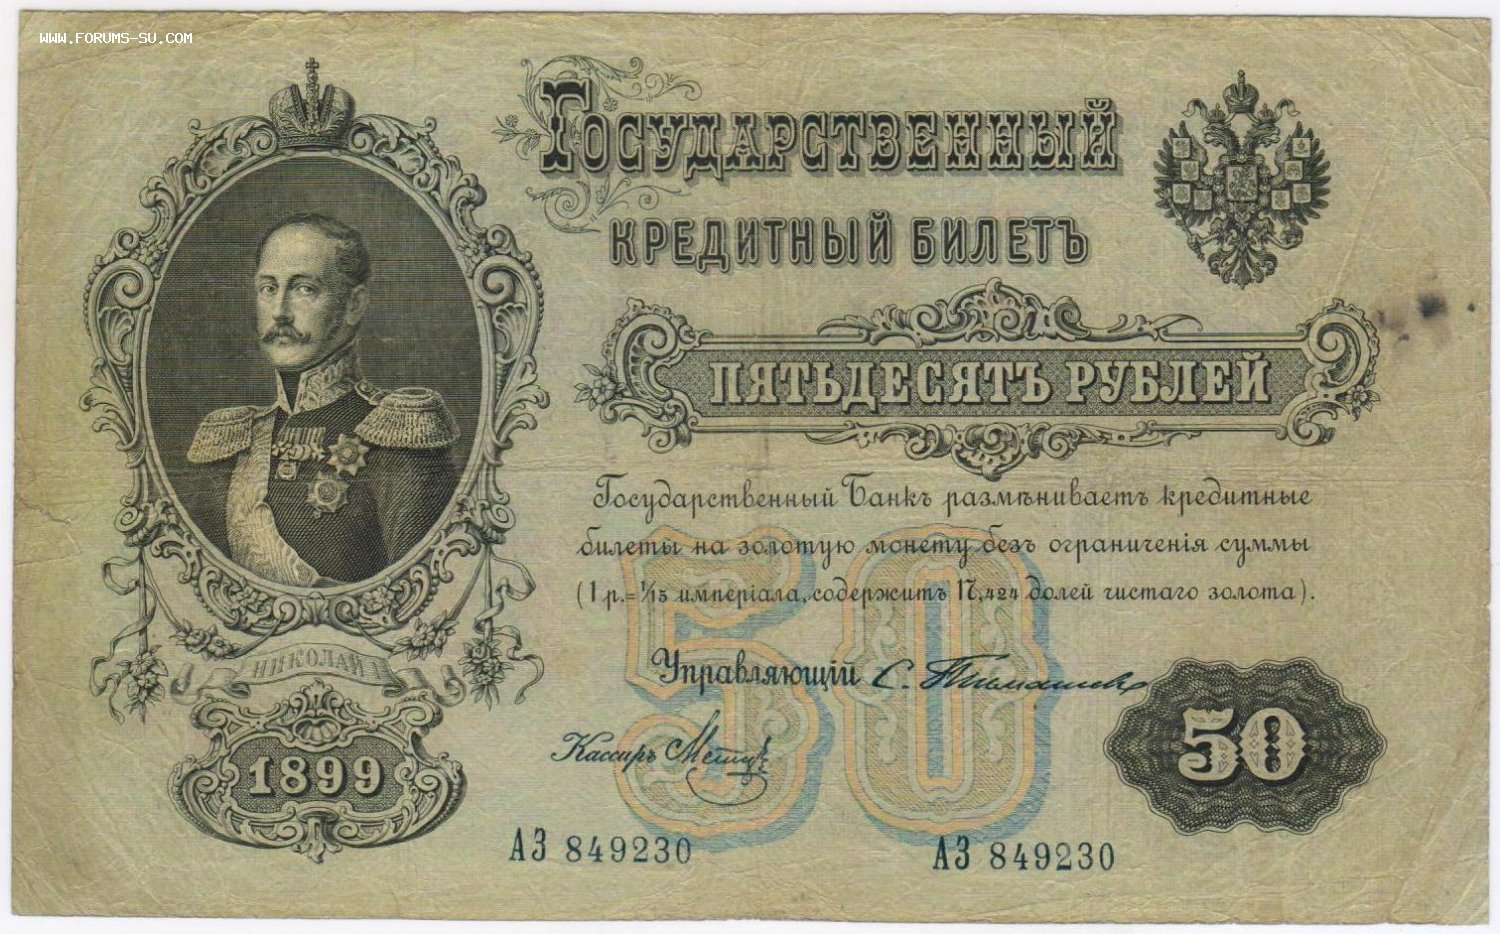 WWW.FORUMS-SU.COM
ГОСУДАРСТВЕННЫЙ
КРЕДИТНЫЙ БИЛЕТЪ
ПЯТЬДЕСЯТЪ РУБЛЕЙ
Государственный Банкъ размѣниваетъ кредитные
билеты на золотую монету безъ ограниченія суммы
(1 р.= 1/15 имперіала, содержитъ 17,424 долей чистаго золота).
50
НИКОЛАЙ I
1899
Управляющій С. Тимашевъ
Кассиръ
50
АЗ 849230
АЗ 849230